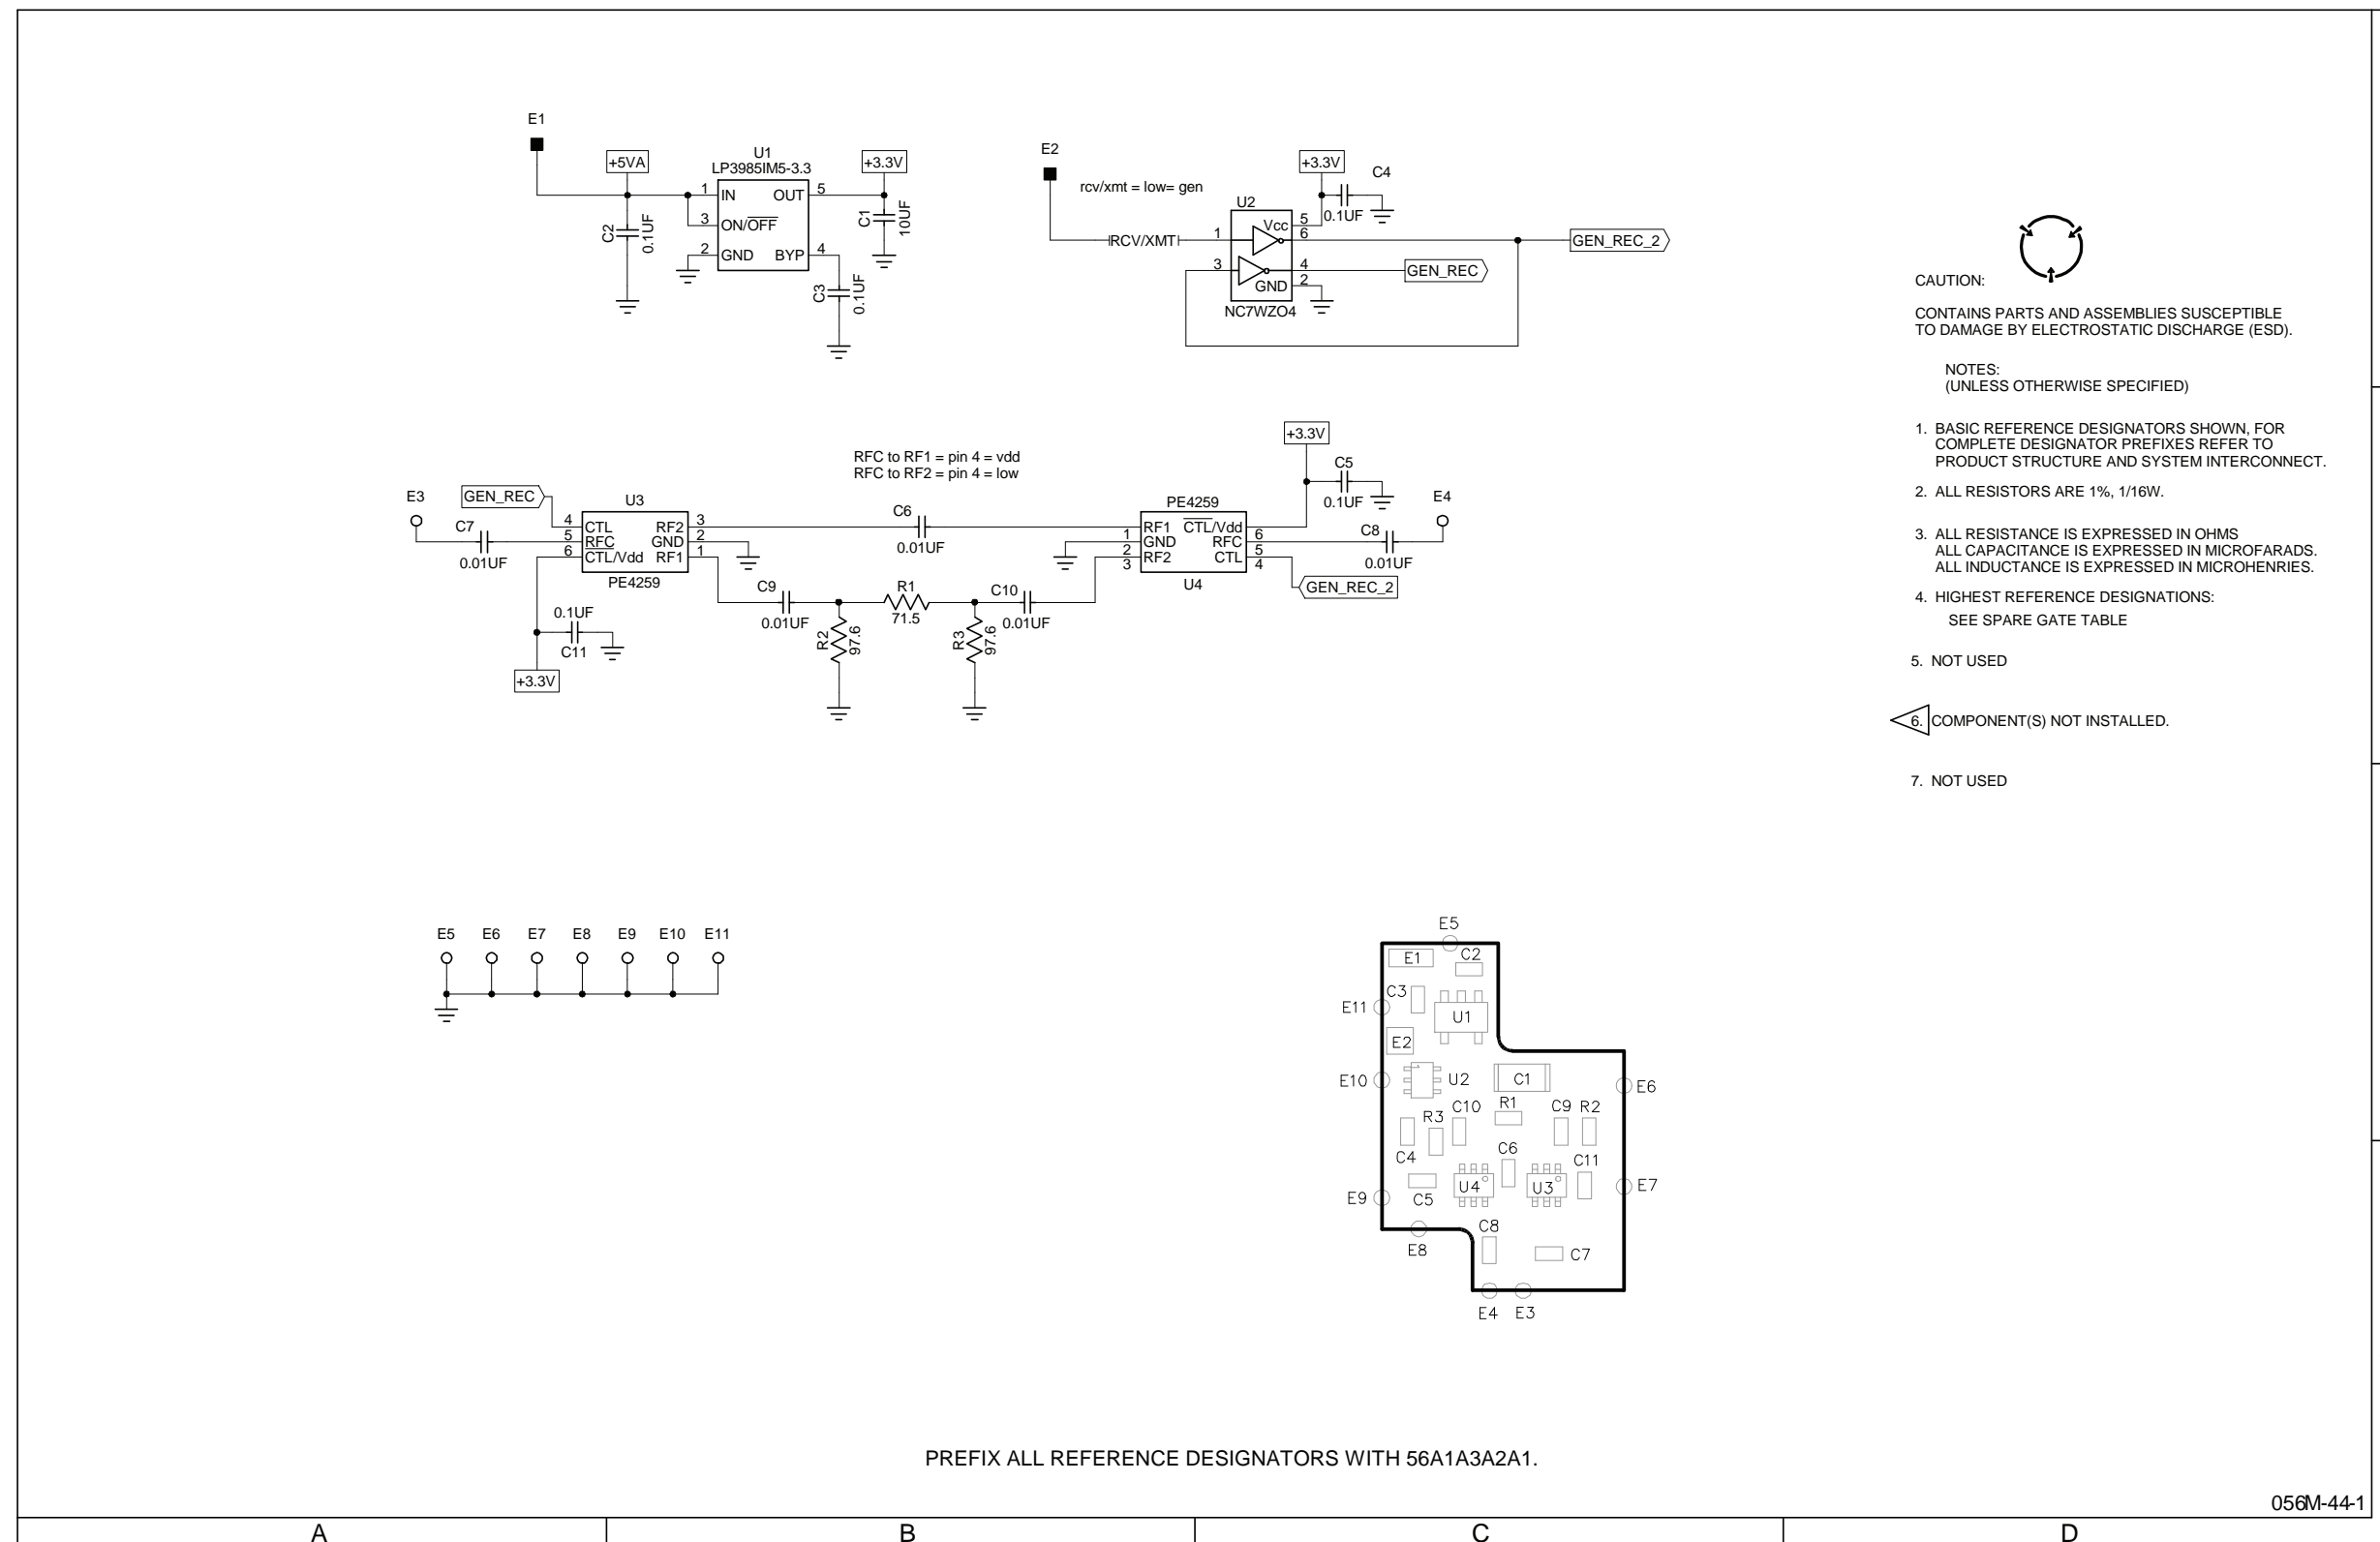 E1
+5VA
U1
LP3985IM5-3.3
+3.3V
1 IN OUT 5
3 ON/OFF
2 GND BYP 4
C2
0.1UF
C1
10UF
C3
0.1UF
E2
rcv/xmt = low= gen
+3.3V
C4
0.1UF
U2
RCV/XMT
1 Vcc 5
6
3 4
GND 2
NC7WZO4
GEN_REC_2
GEN_REC
CAUTION:
CONTAINS PARTS AND ASSEMBLIES SUSCEPTIBLE
TO DAMAGE BY ELECTROSTATIC DISCHARGE (ESD).
NOTES:
(UNLESS OTHERWISE SPECIFIED)
1. BASIC REFERENCE DESIGNATORS SHOWN, FOR
COMPLETE DESIGNATOR PREFIXES REFER TO
PRODUCT STRUCTURE AND SYSTEM INTERCONNECT.
2. ALL RESISTORS ARE 1%, 1/16W.
3. ALL RESISTANCE IS EXPRESSED IN OHMS
ALL CAPACITANCE IS EXPRESSED IN MICROFARADS.
ALL INDUCTANCE IS EXPRESSED IN MICROHENRIES.
4. HIGHEST REFERENCE DESIGNATIONS:
SEE SPARE GATE TABLE
5. NOT USED
6. COMPONENT(S) NOT INSTALLED.
7. NOT USED
RFC to RF1 = pin 4 = vdd
RFC to RF2 = pin 4 = low
E3
GEN_REC
C7
0.01UF
U3
4 CTL RF2 3
5 RFC GND 2
6 CTL/Vdd RF1 1
PE4259
0.1UF
C11
+3.3V
C6
0.01UF
C9
0.01UF
R1
71.5
C10
0.01UF
R2
97.6
R3
97.6
+3.3V
C5
0.1UF
PE4259
RF1 CTL/Vdd
1 GND RFC 6
2 RF2 CTL 5
3 4
U4
C8
0.01UF
E4
GEN_REC_2
E5 E6 E7 E8 E9 E10 E11
E5
E1 C2
C3
E11 U1
E2
E10 U2 C1 E6
R3 C10 R1 C9 R2
C4 C6 C11
U4 U3 E7
E9 C5
C8
E8 C7
E4 E3
PREFIX ALL REFERENCE DESIGNATORS WITH 56A1A3A2A1.
056M-44-1
A B C D